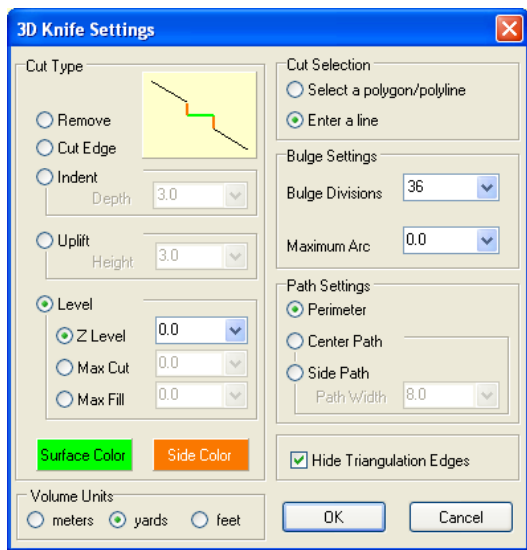 3D Knife Settings
Cut Type
Remove
Cut Edge
Indent
Depth 3.0
Uplift
Height 3.0
Level
Z Level 0.0
Max Cut 0.0
Max Fill 0.0
Surface Color Side Color
Volume Units
meters yards feet
Cut Selection
Select a polygon/polyline
Enter a line
Bulge Settings
Bulge Divisions 36
Maximum Arc 0.0
Path Settings
Perimeter
Center Path
Side Path
Path Width 8.0
Hide Triangulation Edges
OK Cancel